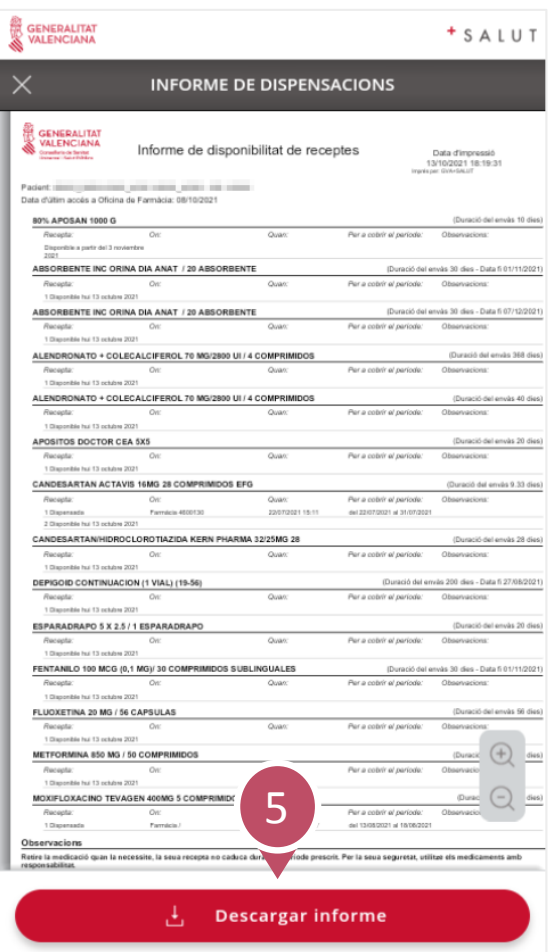 GENERALITAT
VALENCIANA
+ SALUT
INFORME DE DISPENSACIONS
GENERALITAT
VALENCIANA
Informe de disponibilitat de receptes
Data d'impressió
13/10/2021 18:19:31
Imprés per: GVA+SALUT
Pacient:
Data d'últim accés a Oficina de Farmàcia: 08/10/2021
80% APOSAN 1000 G (Duració del envàs 10 dies)
Recepta: On: Quan: Per a cobrir el període: Observacions:
Disponible a partir del 3 novembre
2021
ABSORBENTE INC ORINA DIA ANAT / 20 ABSORBENTE (Duració del envàs 30 dies - Data fi 01/11/2021)
Recepta: On: Quan: Per a cobrir el període: Observacions:
1 Disponible hui 13 octubre 2021
ABSORBENTE INC ORINA DIA ANAT / 20 ABSORBENTE (Duració del envàs 30 dies - Data fi 07/12/2021)
Recepta: On: Quan: Per a cobrir el període: Observacions:
1 Disponible hui 13 octubre 2021
ALENDRONATO + COLECALCIFEROL 70 MG/2800 UI / 4 COMPRIMIDOS (Duració del envàs 368 dies)
Recepta: On: Quan: Per a cobrir el període: Observacions:
1 Disponible hui 13 octubre 2021
ALENDRONATO + COLECALCIFEROL 70 MG/2800 UI / 4 COMPRIMIDOS (Duració del envàs 40 dies)
Recepta: On: Quan: Per a cobrir el període: Observacions:
1 Disponible hui 13 octubre 2021
APOSITOS DOCTOR CEA 5X5 (Duració del envàs 20 dies)
Recepta: On: Quan: Per a cobrir el període: Observacions:
1 Disponible hui 13 octubre 2021
CANDESARTAN ACTAVIS 16MG 28 COMPRIMIDOS EFG (Duració del envàs 9.33 dies)
Recepta: On: Quan: Per a cobrir el període: Observacions:
1 Dispensada Farmàcia 4600130 22/07/2021 15:11 del 22/07/2021 al 31/07/2021
2 Disponible hui 13 octubre 2021
CANDESARTAN/HIDROCLOROTIAZIDA KERN PHARMA 32/25MG 28 (Duració del envàs 28 dies)
Recepta: On: Quan: Per a cobrir el període: Observacions:
1 Disponible hui 13 octubre 2021
DEPIGOID CONTINUACION (1 VIAL) (19-56) (Duració del envàs 200 dies - Data fi 27/08/2021)
Recepta: On: Quan: Per a cobrir el període: Observacions:
1 Disponible hui 13 octubre 2021
ESPARADRAPO 5 X 2.5 / 1 ESPARADRAPO (Duració del envàs 20 dies)
Recepta: On: Quan: Per a cobrir el període: Observacions:
1 Disponible hui 13 octubre 2021
FENTANILO 100 MCG (0,1 MG)/ 30 COMPRIMIDOS SUBLINGUALES (Duració del envàs 30 dies - Data fi 01/11/2021)
Recepta: On: Quan: Per a cobrir el període: Observacions:
1 Disponible hui 13 octubre 2021
FLUOXETINA 20 MG / 56 CAPSULAS (Duració del envàs 56 dies)
Recepta: On: Quan: Per a cobrir el període: Observacions:
1 Disponible hui 13 octubre 2021
METFORMINA 850 MG / 50 COMPRIMIDOS dies)
Recepta: On: Per a cobrir el període:
1 Disponible hui 13 octubre 2021
MOXIFLOXACINO TEVAGEN 400MG 5 dies)
Recepta: On: Per a cobrir el període:
1 Dispensada Farmàcia / del 13/08/2021 al 18/08/2021
5
Observacions
Retire la medicació quan la necessite, la seua recepta no caduca prescrit. Per la seua seguretat, utilitze els medicaments amb
responsabilitat.
Descargar informe